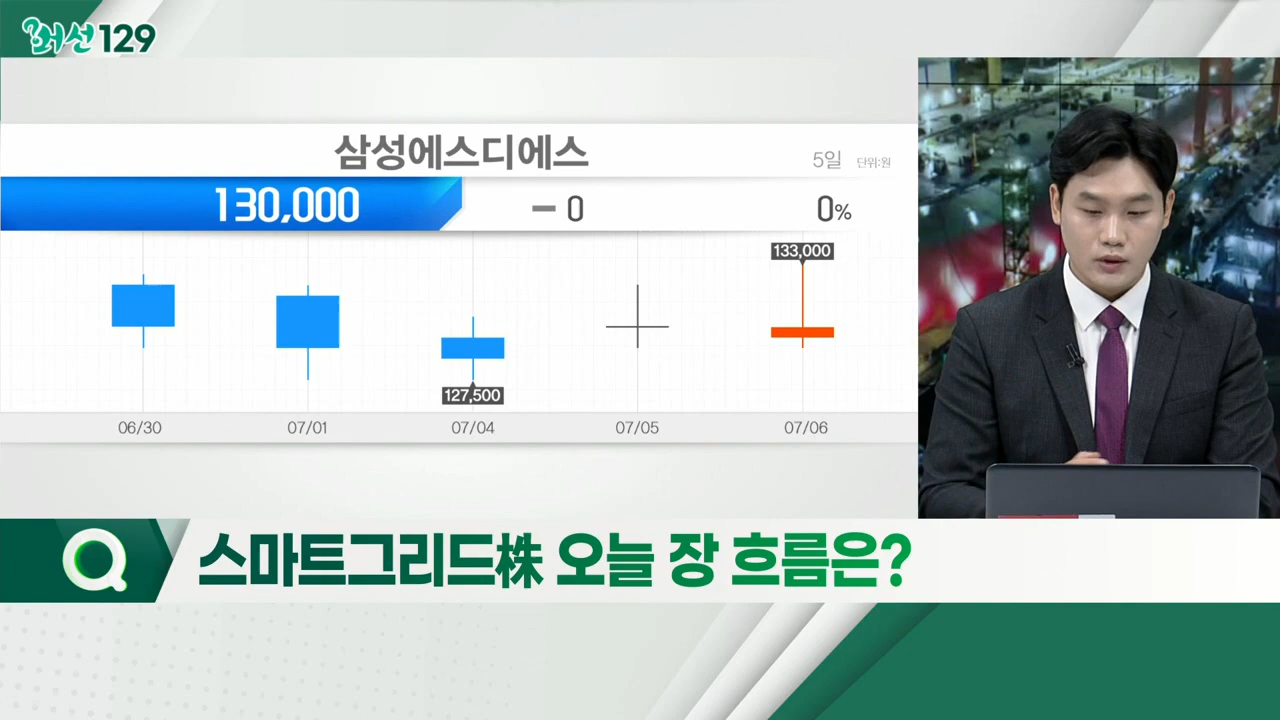 머선129
삼성에스디에스
5일 단위:원
130,000 - 0 0%
133,000
127,500
06/30 07/01 07/04 07/05 07/06
Q 스마트그리드株 오늘 장 흐름은?